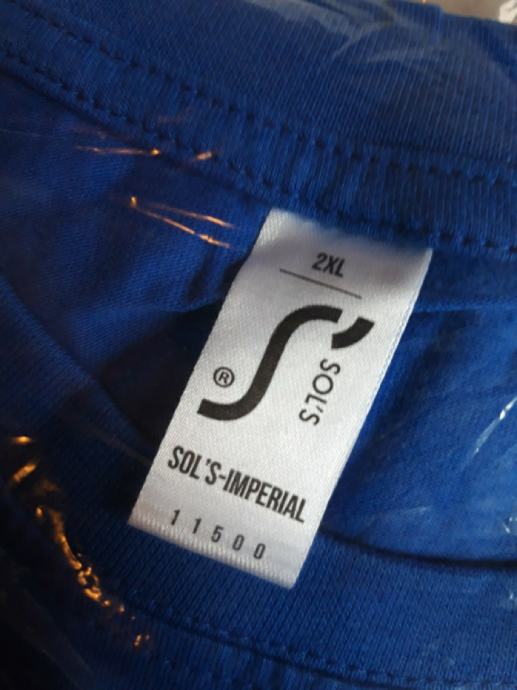 2XL
®
SOL'S
SOL'S-IMPERIAL
11500